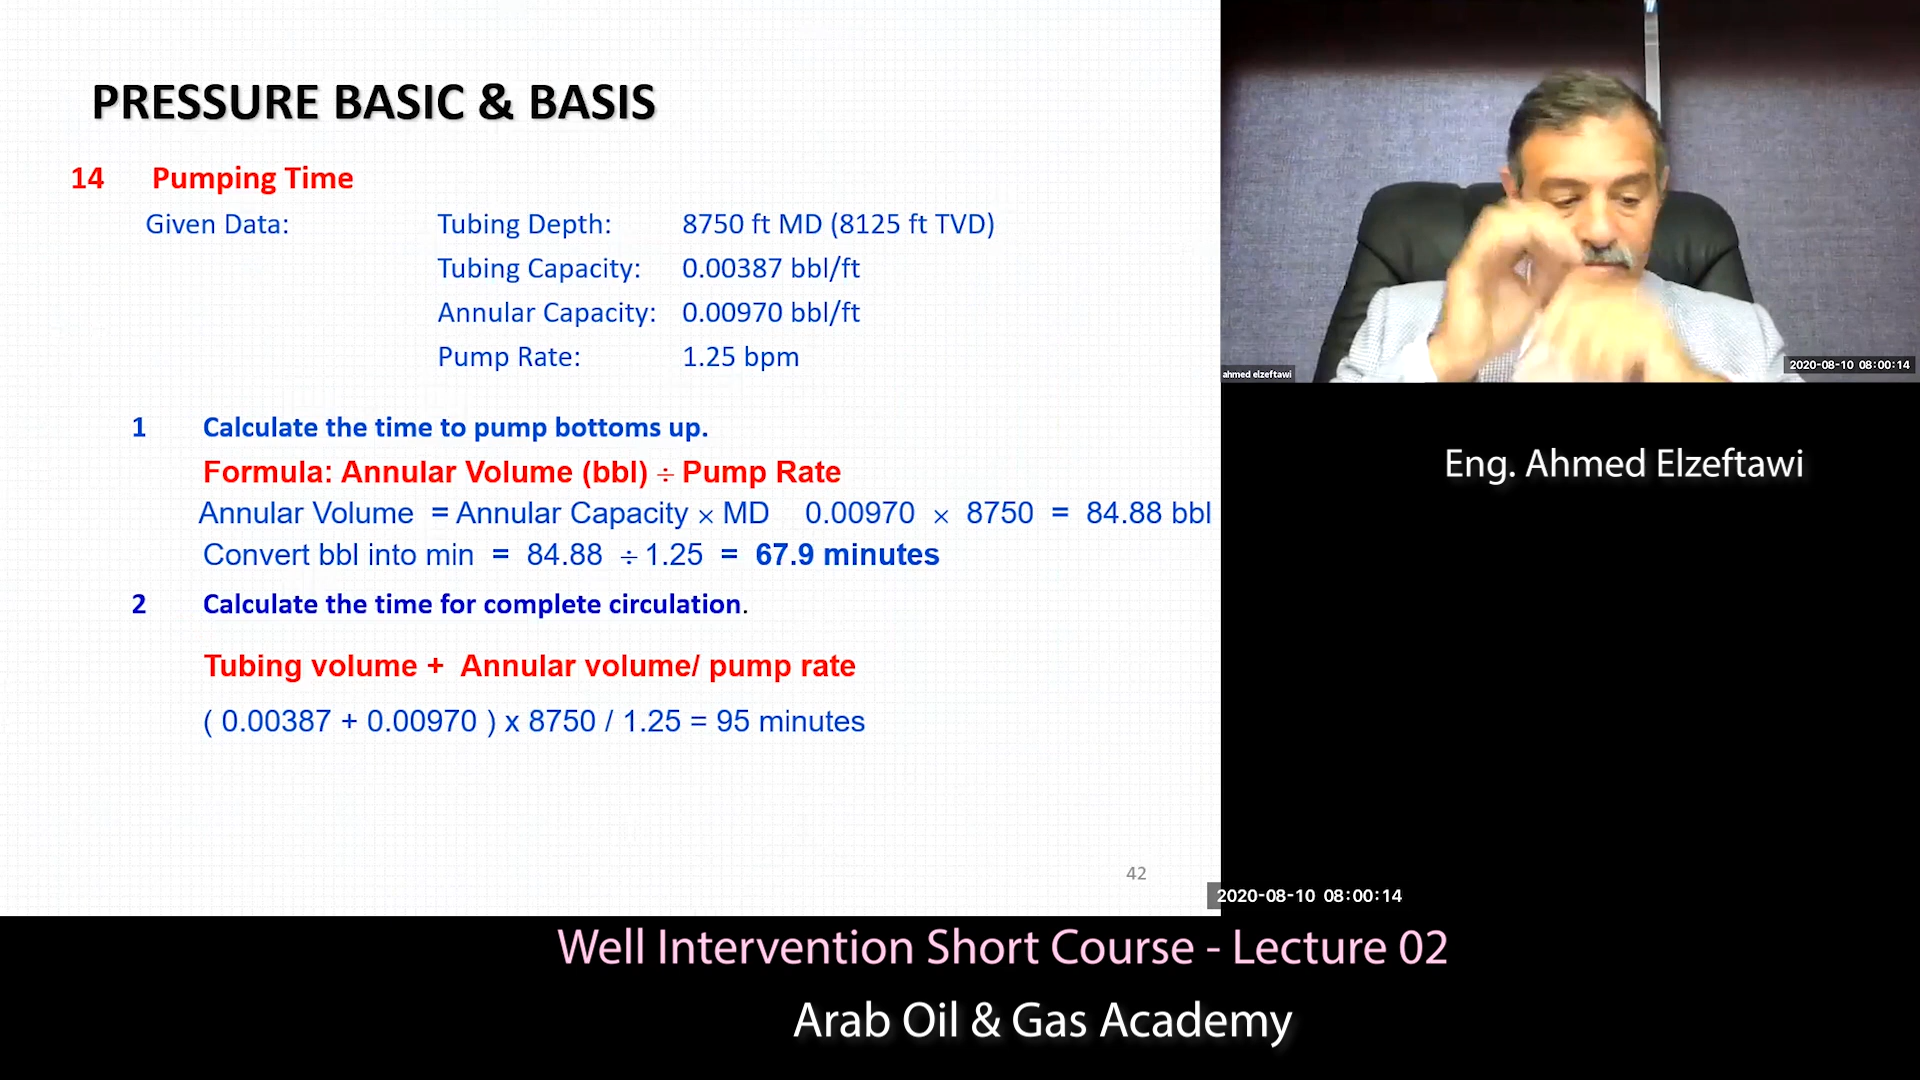 PRESSURE BASIC & BASIS
14 Pumping Time
Given Data: Tubing Depth: 8750 ft MD (8125 ft TVD)
Tubing Capacity: 0.00387 bbl/ft
Annular Capacity: 0.00970 bbl/ft
Pump Rate: 1.25 bpm
1 Calculate the time to pump bottoms up.
Formula: Annular Volume (bbl) ÷ Pump Rate
Annular Volume = Annular Capacity × MD 0.00970 × 8750 = 84.88 bbl
Convert bbl into min = 84.88 ÷ 1.25 = 67.9 minutes
2 Calculate the time for complete circulation.
Tubing volume + Annular volume/ pump rate
( 0.00387 + 0.00970 ) x 8750 / 1.25 = 95 minutes
42
ahmed elzeftawi
2020-08-10 08:00:14
Eng. Ahmed Elzeftawi
2020-08-10 08:00:14
Well Intervention Short Course - Lecture 02
Arab Oil & Gas Academy